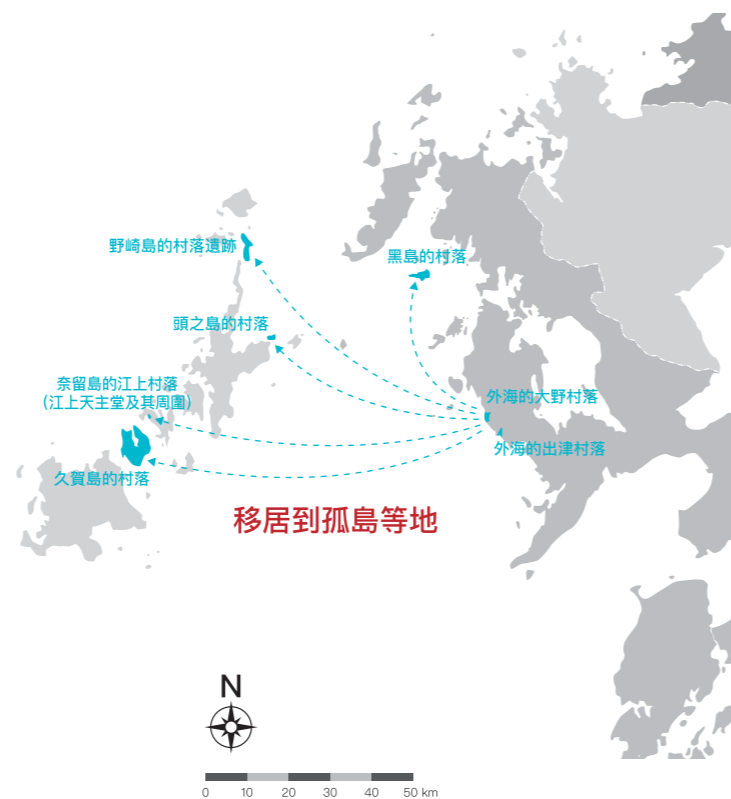 野崎島的村落遺跡
黑島的村落
頭之島的村落
奈留島的江上村落
(江上天主堂及其周圍)
外海的大野村落
外海的出津村落
久賀島的村落
移居到孤島等地
N
0 10 20 30 40 50 km